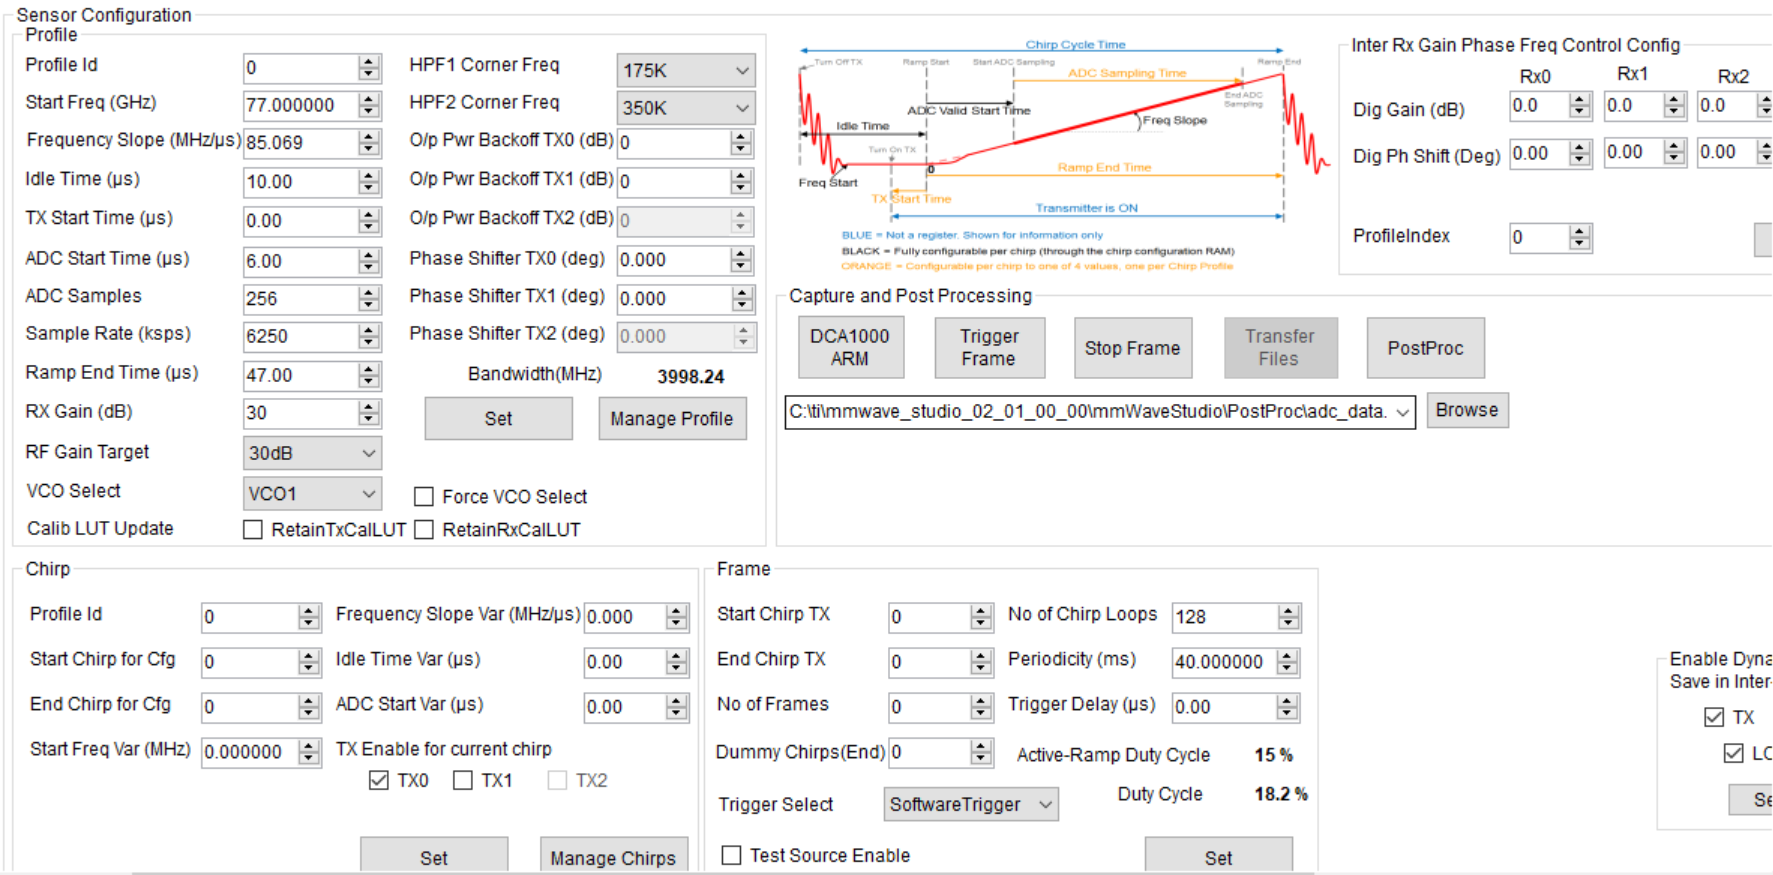 Sensor Configuration
Profile
Profile Id 0
Start Freq (GHz) 77.000000
Frequency Slope (MHz/µs) 85.069
Idle Time (µs) 10.00
TX Start Time (µs) 0.00
ADC Start Time (µs) 6.00
ADC Samples 256
Sample Rate (ksps) 6250
Ramp End Time (µs) 47.00
RX Gain (dB) 30
RF Gain Target 30dB
VCO Select VCO1
Calib LUT Update RetainTxCalLUT RetainRxCalLUT
HPF1 Corner Freq 175K
HPF2 Corner Freq 350K
O/p Pwr Backoff TX0 (dB) 0
O/p Pwr Backoff TX1 (dB) 0
O/p Pwr Backoff TX2 (dB) 0
Phase Shifter TX0 (deg) 0.000
Phase Shifter TX1 (deg) 0.000
Phase Shifter TX2 (deg) 0.000
Bandwidth(MHz) 3998.24
Set Manage Profile
Force VCO Select
Chirp Cycle Time
Turn Off TX Ramp Start Start ADC Sampling Ramp End
ADC Sampling Time
End ADC
Sampling
ADC Valid Start Time
Freq Slope
Idle Time
Turn On TX
0
Ramp End Time
Freq Start
TX Start Time
Transmitter is ON
BLUE = Not a register. Shown for information only
BLACK = Fully configurable per chirp (through the chirp configuration RAM)
ORANGE = Configurable per chirp to one of 4 values, one per Chirp Profile
Inter Rx Gain Phase Freq Control Config
Rx0 Rx1 Rx2
Dig Gain (dB) 0.0 0.0 0.0
Dig Ph Shift (Deg) 0.00 0.00 0.00
ProfileIndex 0
Capture and Post Processing
DCA1000
ARM
Trigger
Frame
Stop Frame
Transfer
Files
PostProc
C:\ti\mmwave_studio_02_01_00_00\mmWaveStudio\PostProc\adc_data.
Browse
Chirp
Profile Id 0
Start Chirp for Cfg 0
End Chirp for Cfg 0
Start Freq Var (MHz) 0.000000
Frequency Slope Var (MHz/µs) 0.000
Idle Time Var (µs) 0.00
ADC Start Var (µs) 0.00
TX Enable for current chirp
TX0 TX1 TX2
Set Manage Chirps
Frame
Start Chirp TX 0
End Chirp TX 0
No of Frames 0
Dummy Chirps(End) 0
Trigger Select SoftwareTrigger
Test Source Enable
No of Chirp Loops 128
Periodicity (ms) 40.000000
Trigger Delay (µs) 0.00
Active-Ramp Duty Cycle 15 %
Duty Cycle 18.2 %
Set
Enable Dyna
Save in Inter-
TX
LO
Se